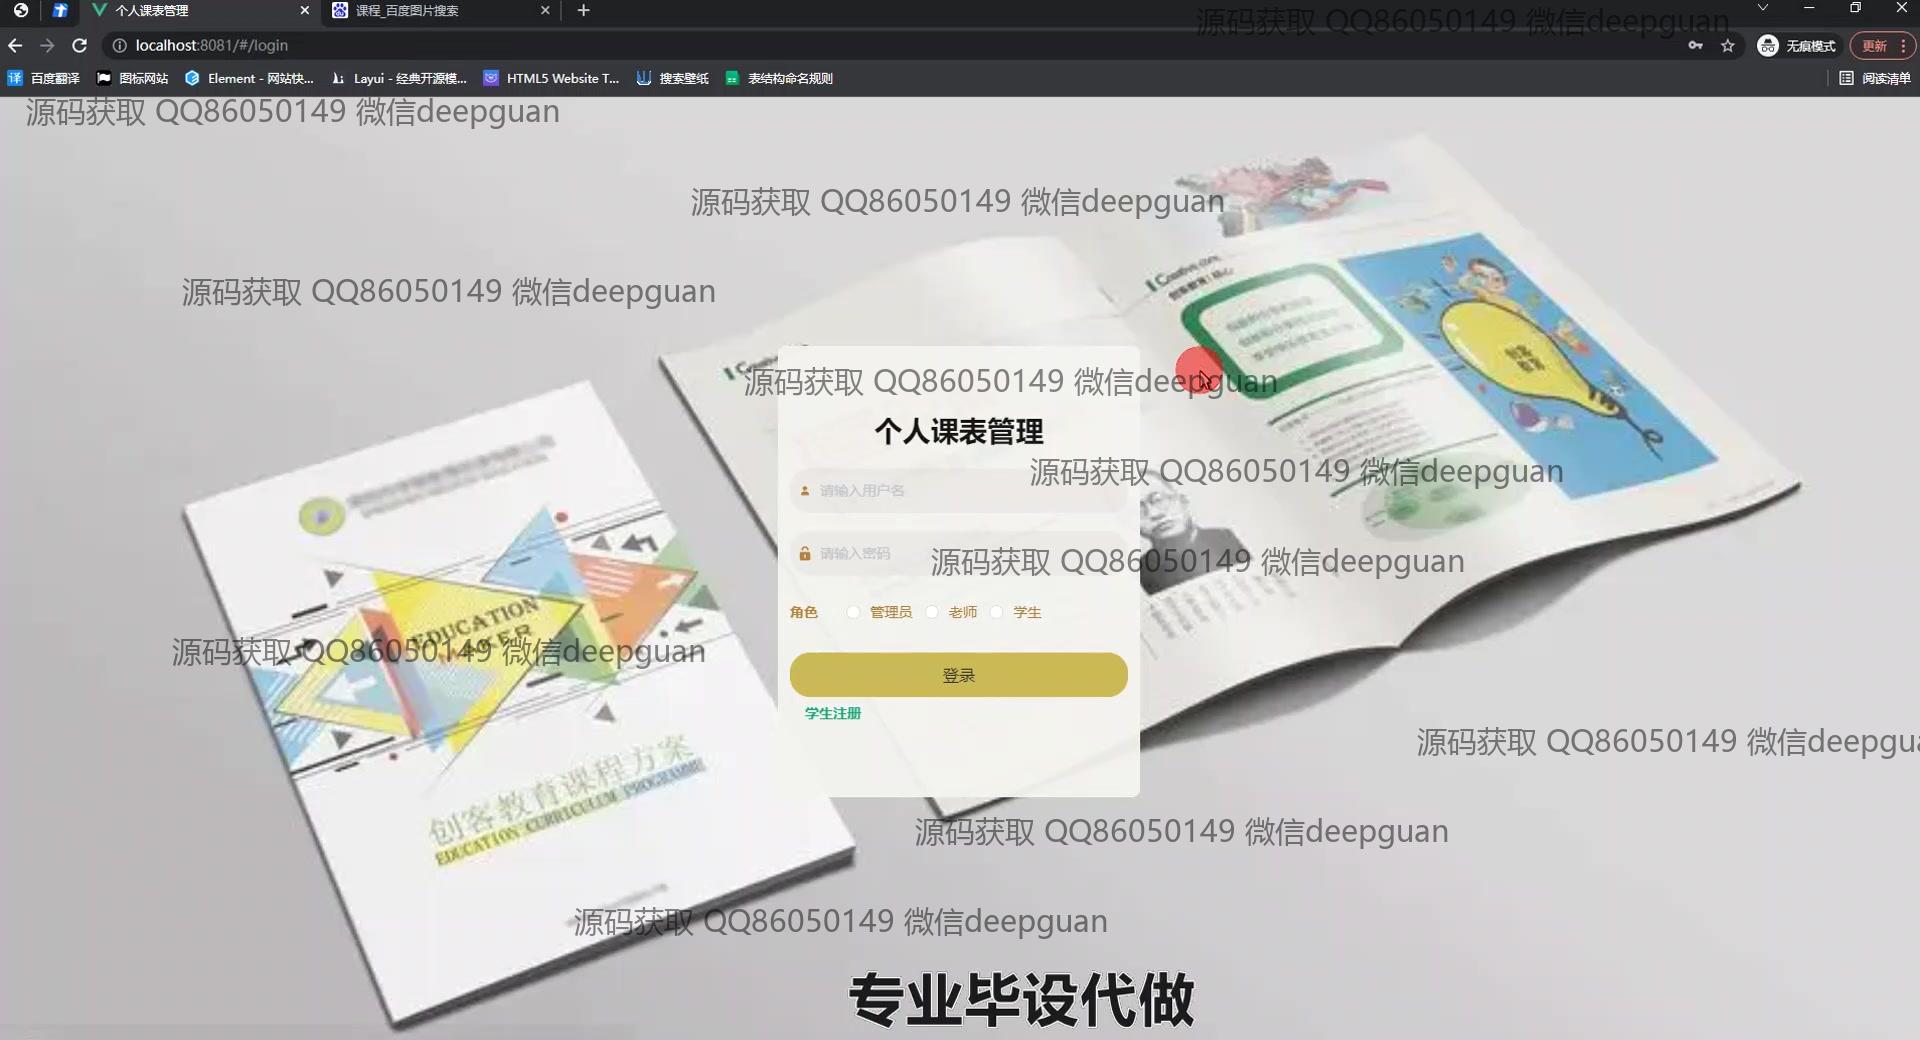 个人课表管理
课程_百度图片搜索
localhost:8081/#/login
无痕模式
更新
百度翻译
图标网站
Element - 网站快...
Layui - 经典开源模...
HTML5 Website T...
搜索壁纸
表结构命名规则
阅读清单
源码获取 QQ86050149 微信deepguan
源码获取 QQ86050149 微信deepguan
源码获取 QQ86050149 微信deepguan
源码获取 QQ86050149 微信deepguan
源码获取 QQ86050149 微信deepguan
个人课表管理
源码获取 QQ86050149 微信deepguan
请输入用户名
请输入密码
源码获取 QQ86050149 微信deepguan
角色 管理员 老师 学生
EDUCATION
源码获取 QQ86050149 微信deepguan
登录
学生注册
源码获取 QQ86050149 微信deepgu
创客教育课程方案
EDUCATION CURRICULUM PROGRAMME
源码获取 QQ86050149 微信deepguan
源码获取 QQ86050149 微信deepguan
专业毕设代做